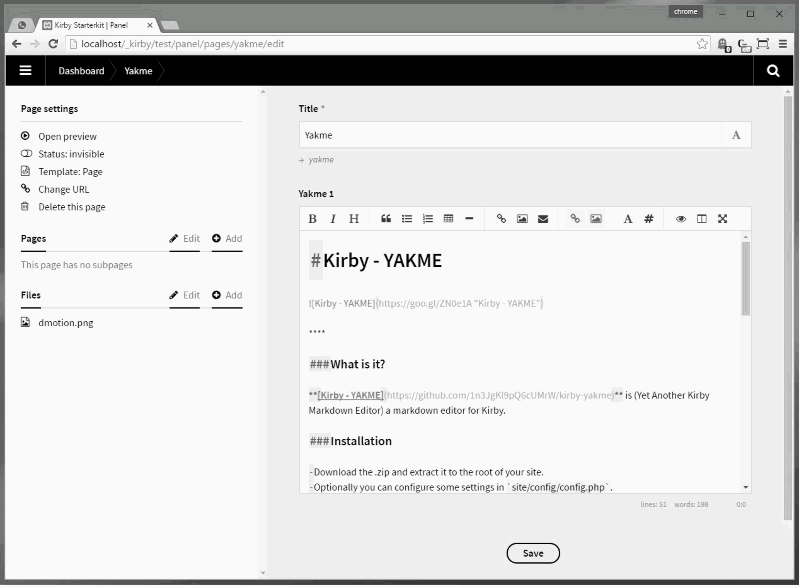 chrome
Kirby Starterkit | Panel
localhost/_kirby/test/panel/pages/yakme/edit
Dashboard
Yakme
Page settings
Open preview
Status: invisible
Template: Page
Change URL
Delete this page
Pages
Edit
Add
This page has no subpages
Files
Edit
Add
dmotion.png
Title *
Yakme
A
→ yakme
Yakme 1
B I H A #
#Kirby - YAKME
![Kirby - YAKME](https://goo.gl/ZN0e1A "Kirby - YAKME")
****
###What is it?
**[Kirby - YAKME](https://github.com/1n3JgKl9pQ6cUMrW/kirby-yakme)** is (Yet Another Kirby
Markdown Editor) a markdown editor for Kirby.
###Installation
-Download the .zip and extract it to the root of your site.
-Optionally you can configure some settings in `site/config/config.php`.
lines: 51 words: 198 0:0
Save